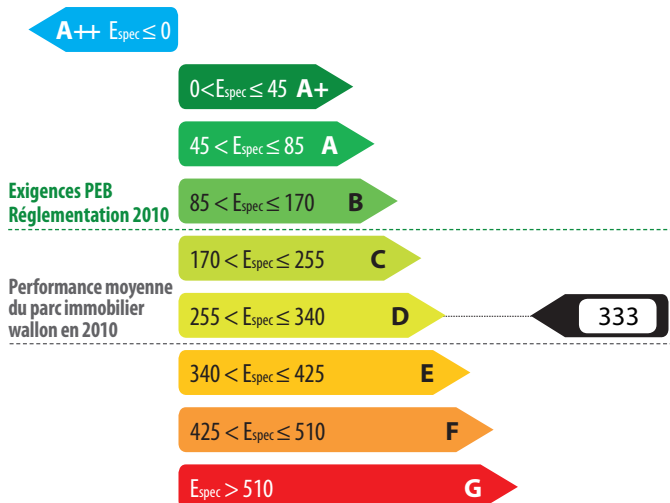 A++ Espec ≤ 0
0 < Espec ≤ 45 A+
45 < Espec ≤ 85 A
Exigences PEB
Réglementation 2010
85 < Espec ≤ 170 B
170 < Espec ≤ 255 C
Performance moyenne
du parc immobilier
wallon en 2010
255 < Espec ≤ 340 D
333
340 < Espec ≤ 425 E
425 < Espec ≤ 510 F
Espec > 510 G